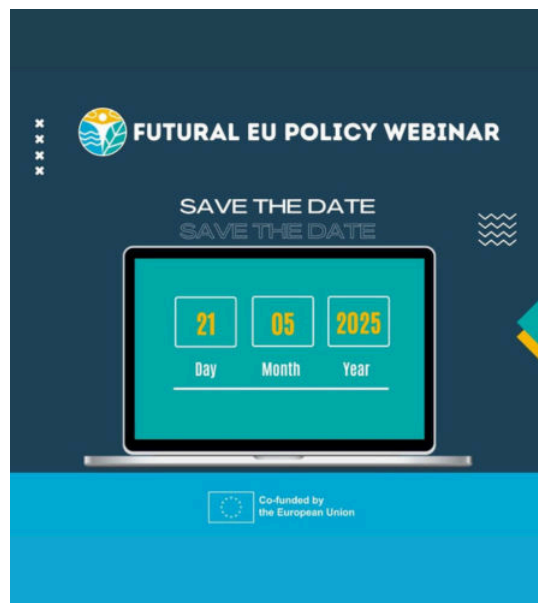 FUTURAL EU POLICY WEBINAR
SAVE THE DATE
SAVE THE DATE
21 05 2025
Day Month Year
Co-funded by
the European Union